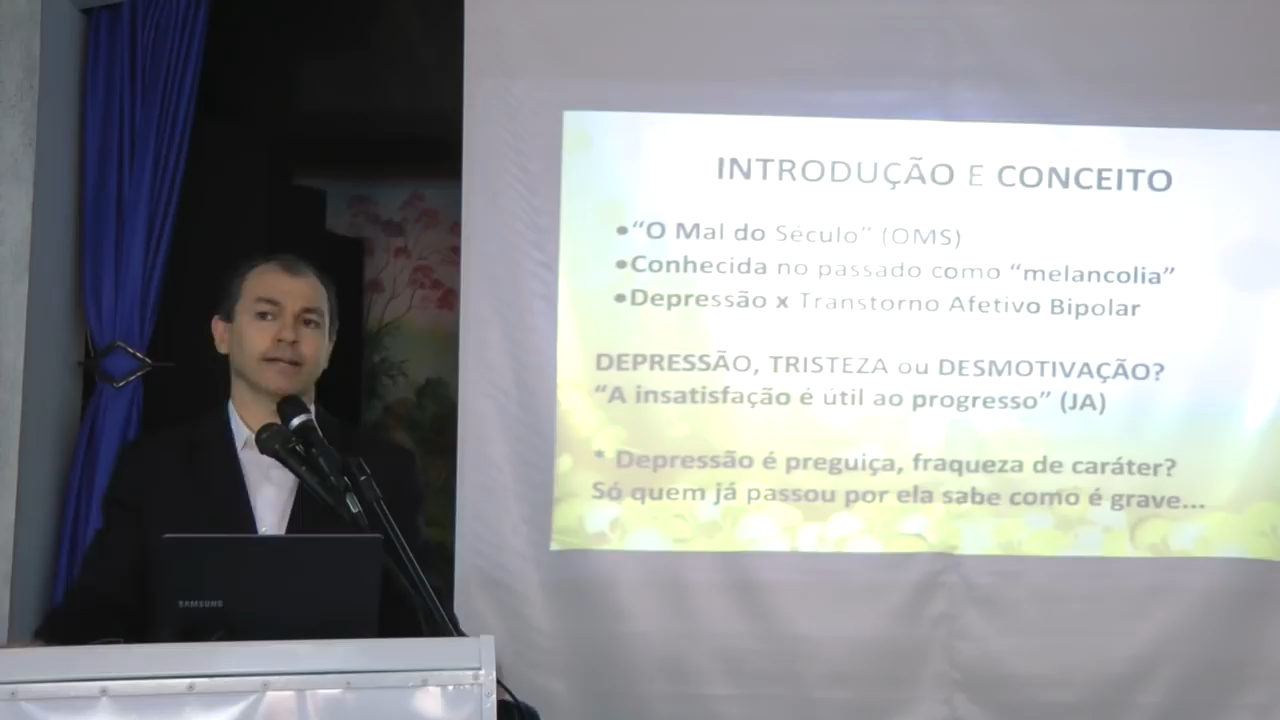 INTRODUÇÃO E CONCEITO
•“O Mal do Século” (OMS)
•Conhecida no passado como “melancolia”
•Depressão x Transtorno Afetivo Bipolar
DEPRESSÃO, TRISTEZA ou DESMOTIVAÇÃO?
“A insatisfação é útil ao progresso” (JA)
* Depressão é preguiça, fraqueza de caráter?
Só quem já passou por ela sabe como é grave...
SAMSUNG